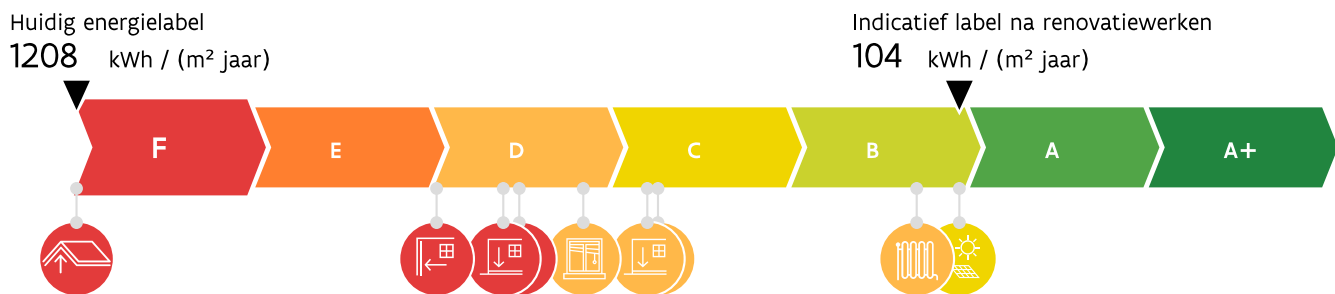 Huidig energielabel
1208 kWh / (m² jaar)
Indicatief label na renovatiewerken
104 kWh / (m² jaar)
F E D C B A A+